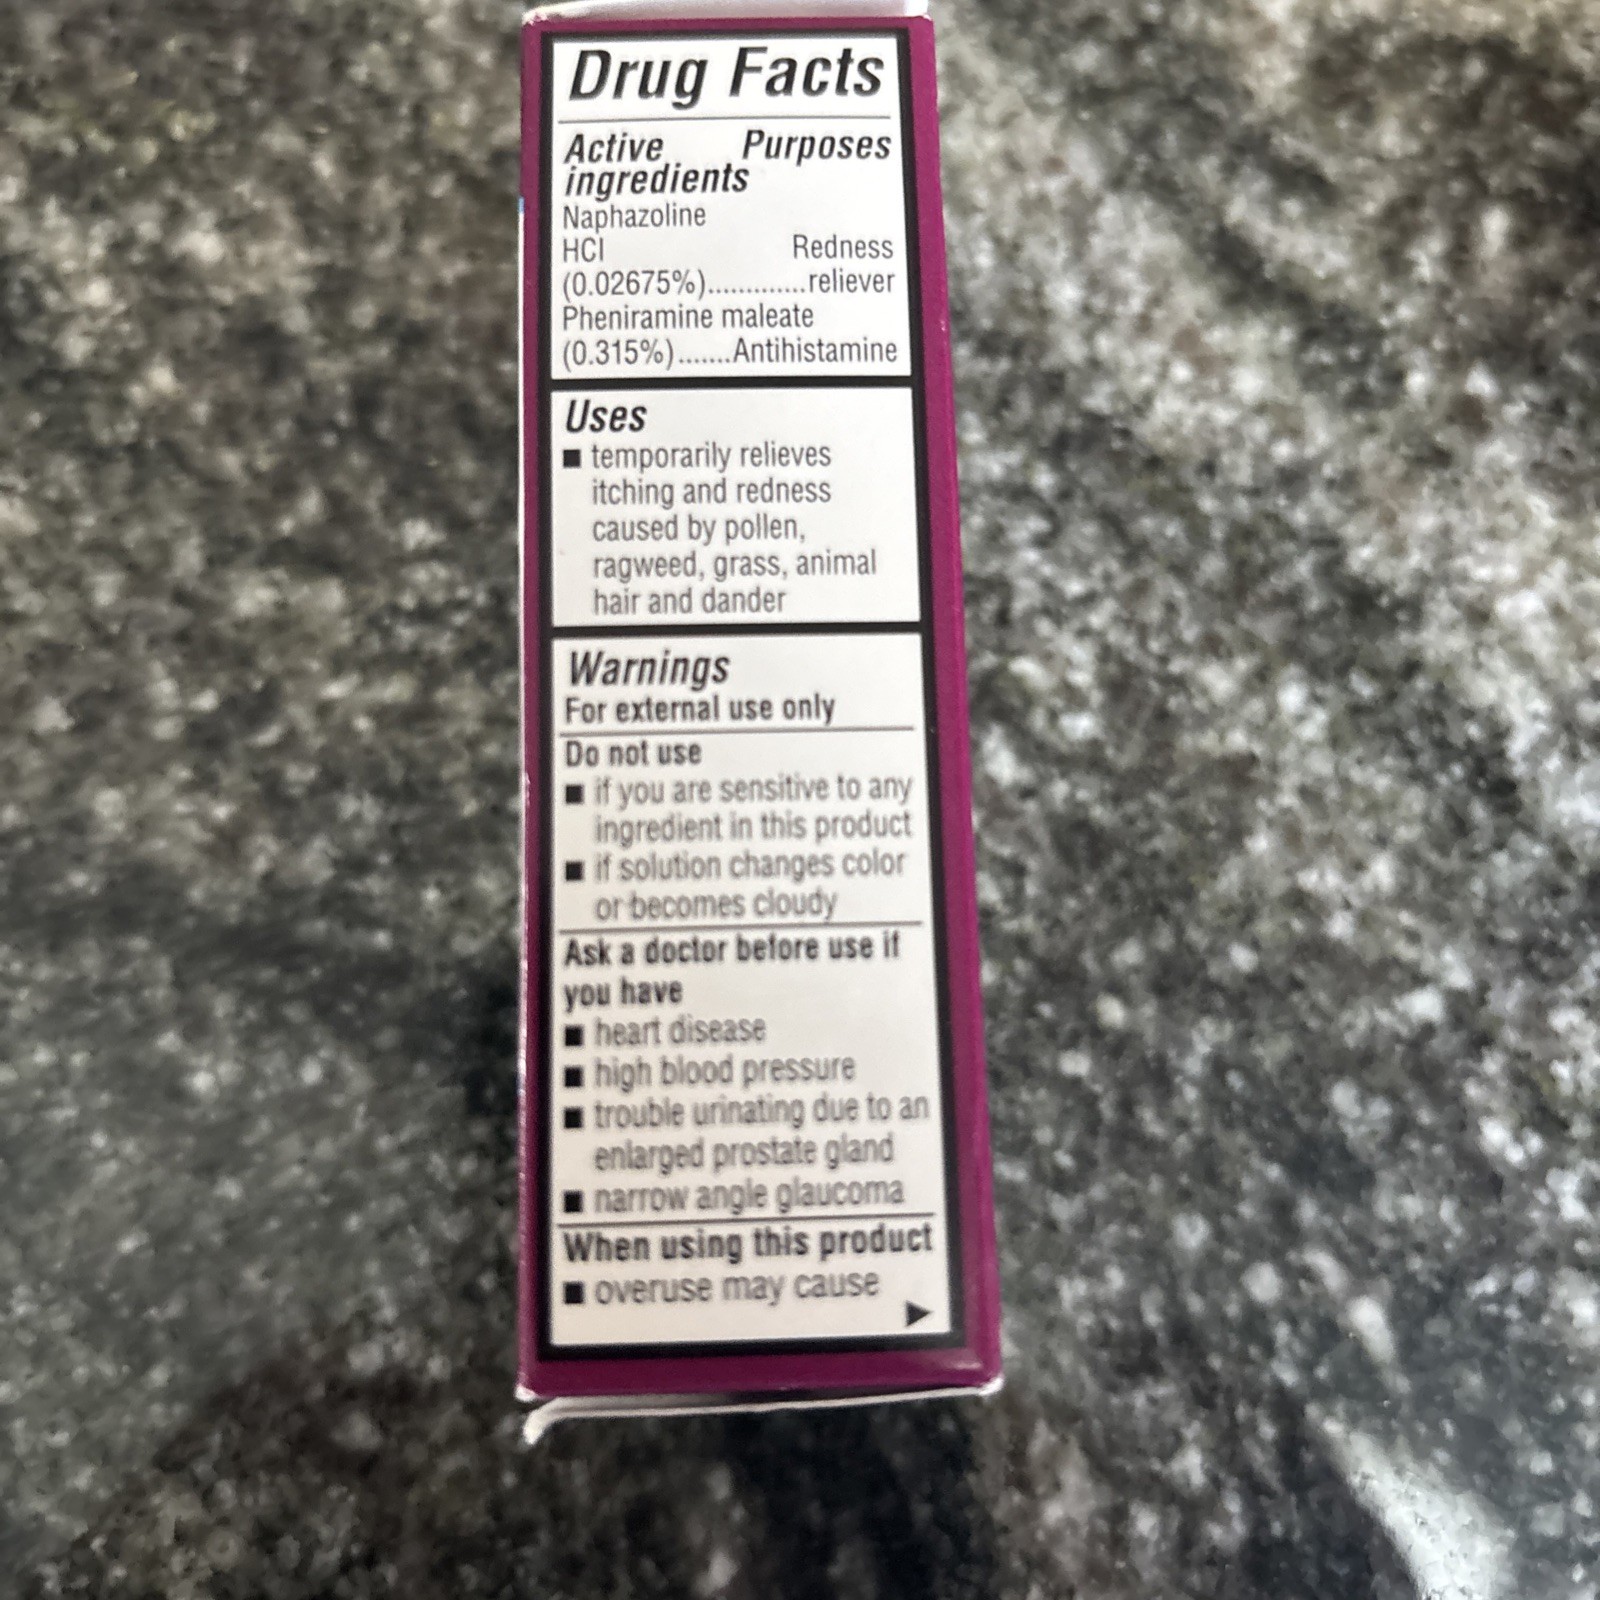 Drug Facts
Active Purposes
ingredients
Naphazoline
HCl Redness
(0.02675%).............reliever
Pheniramine maleate
(0.315%).......Antihistamine
Uses
■ temporarily relieves
itching and redness
caused by pollen,
ragweed, grass, animal
hair and dander
Warnings
For external use only
Do not use
■ if you are sensitive to any
ingredient in this product
■ if solution changes color
or becomes cloudy
Ask a doctor before use if
you have
■ heart disease
■ high blood pressure
■ trouble urinating due to an
enlarged prostate gland
■ narrow angle glaucoma
When using this product
■ overuse may cause